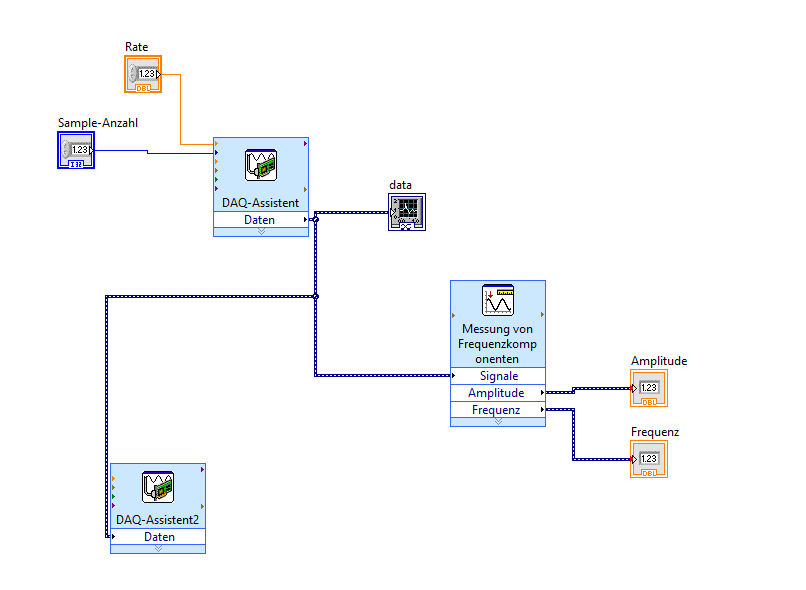 Rate
1.23
DBL
Sample-Anzahl
1.23
I32
DAQ-Assistent
Daten
data
Messung von
Frequenzkomp
onenten
Signale
Amplitude
Frequenz
Amplitude
1.23
DBL
Frequenz
1.23
DBL
DAQ-Assistent2
Daten